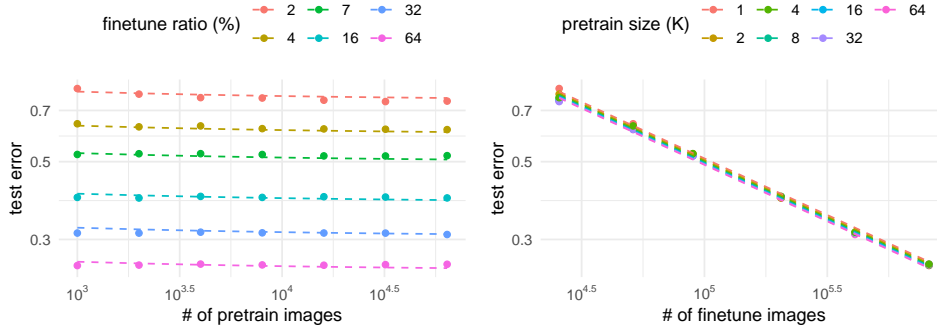 finetune ratio (%) 2 7 32
4 16 64
pretrain size (K) 1 4 16 64
2 8 32
test error
0.7
0.5
0.3
10^3 10^3.5 10^4 10^4.5
# of pretrain images
test error
0.7
0.5
0.3
10^4.5 10^5 10^5.5
# of finetune images